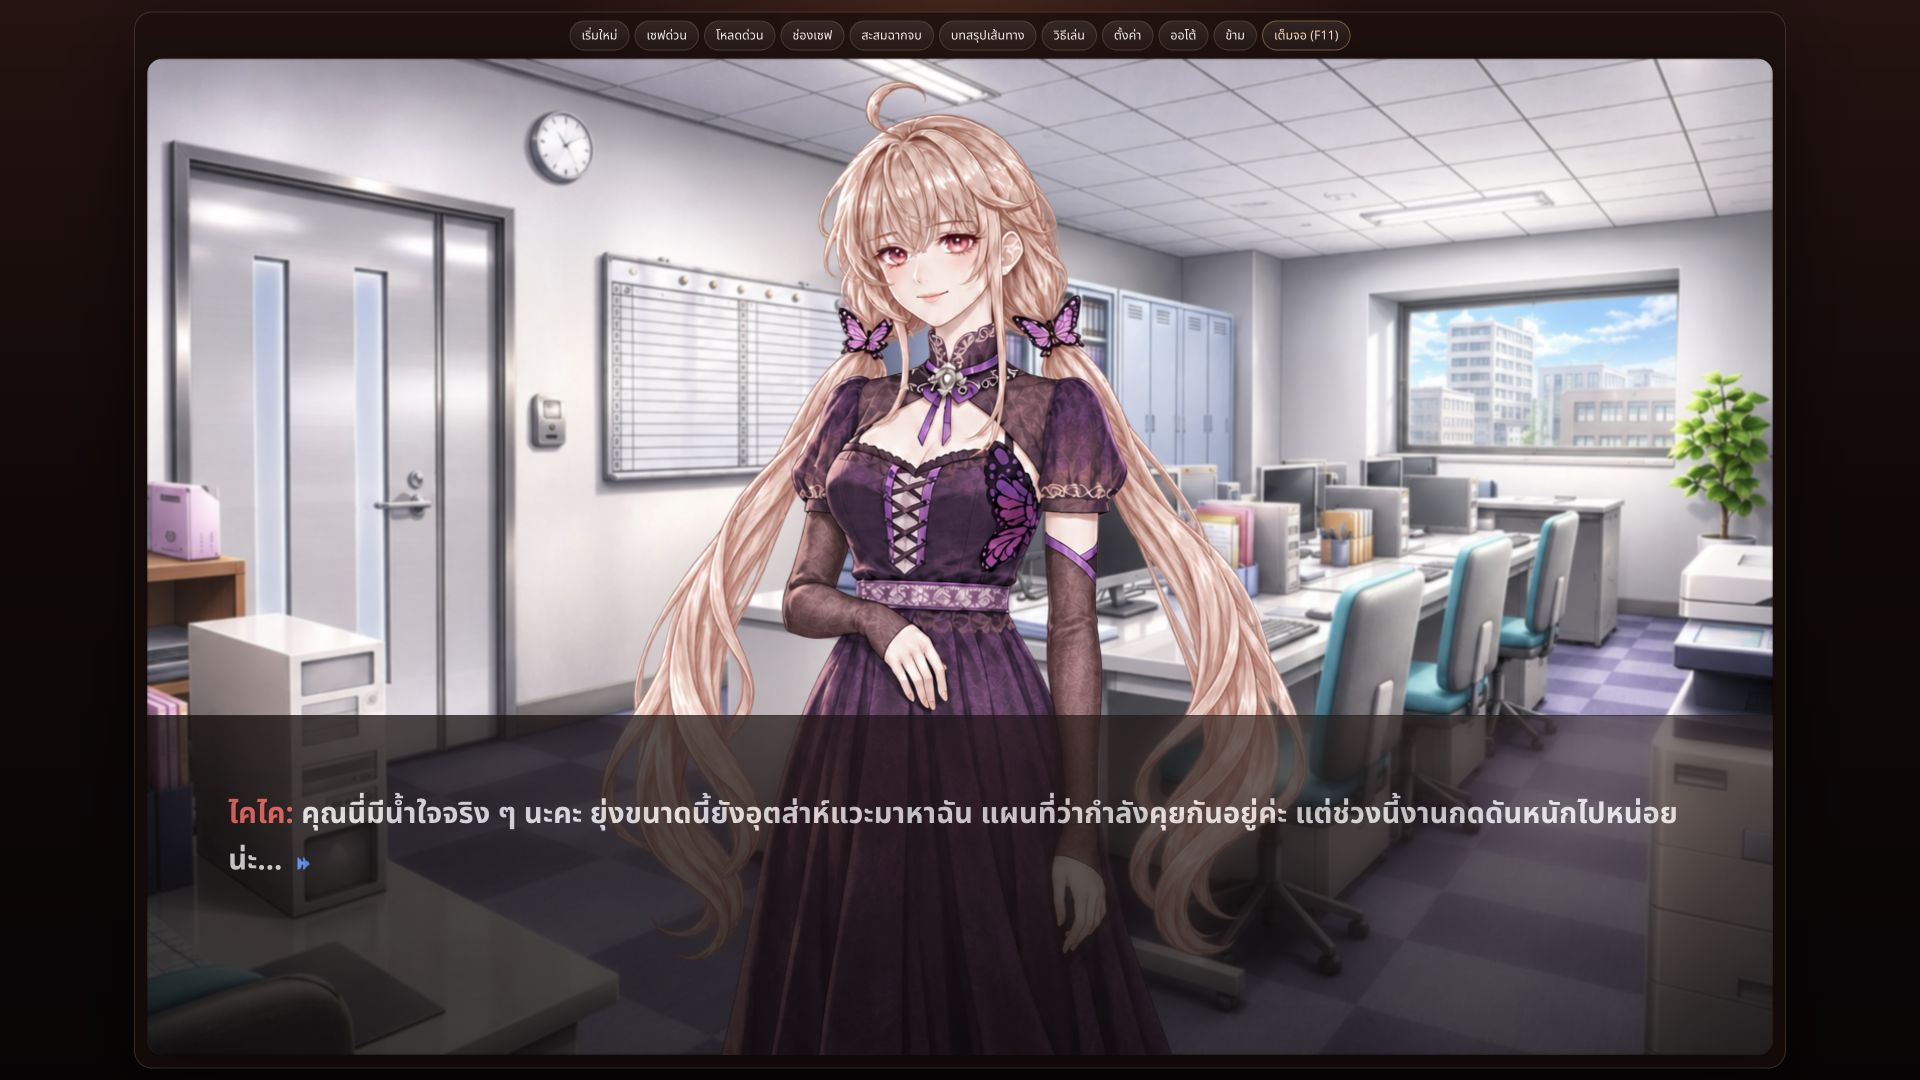 เริ่มใหม่ เซฟด่วน โหลดด่วน ช่องเซฟ สะสมฉากจบ บทสรุปเส้นทาง วิธีเล่น ตั้งค่า ออโต้ ข้าม เต็มจอ (F11)
ไคไค: คุณนี่มีน้ำใจจริง ๆ นะคะ ยุ่งขนาดนี้ยังอุตส่าห์แวะมาหาฉัน แผนที่ว่ากำลังคุยกันอยู่ค่ะ แต่ช่วงนี้งานกดดันหนักไปหน่อย
น่ะ...